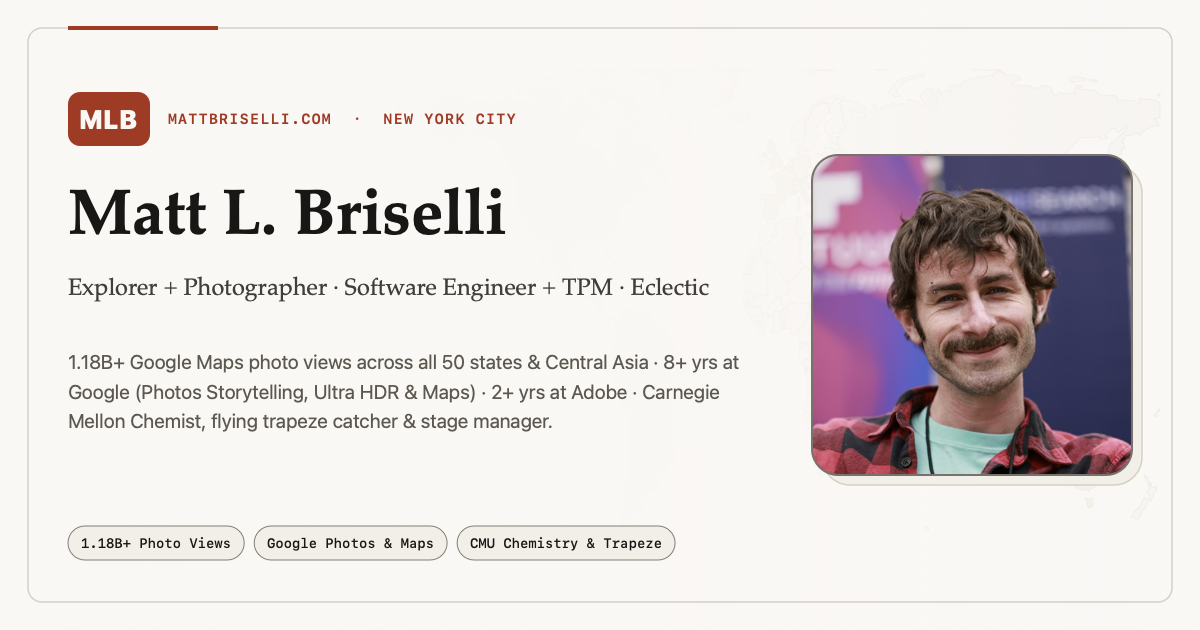 MLB
MATTBRISELLI.COM · NEW YORK CITY
Matt L. Briselli
Explorer + Photographer · Software Engineer + TPM · Eclectic
1.18B+ Google Maps photo views across all 50 states & Central Asia · 8+ yrs at
Google (Photos Storytelling, Ultra HDR & Maps) · 2+ yrs at Adobe · Carnegie
Mellon Chemist, flying trapeze catcher & stage manager.
1.18B+ Photo Views
Google Photos & Maps
CMU Chemistry & Trapeze
SEARCH